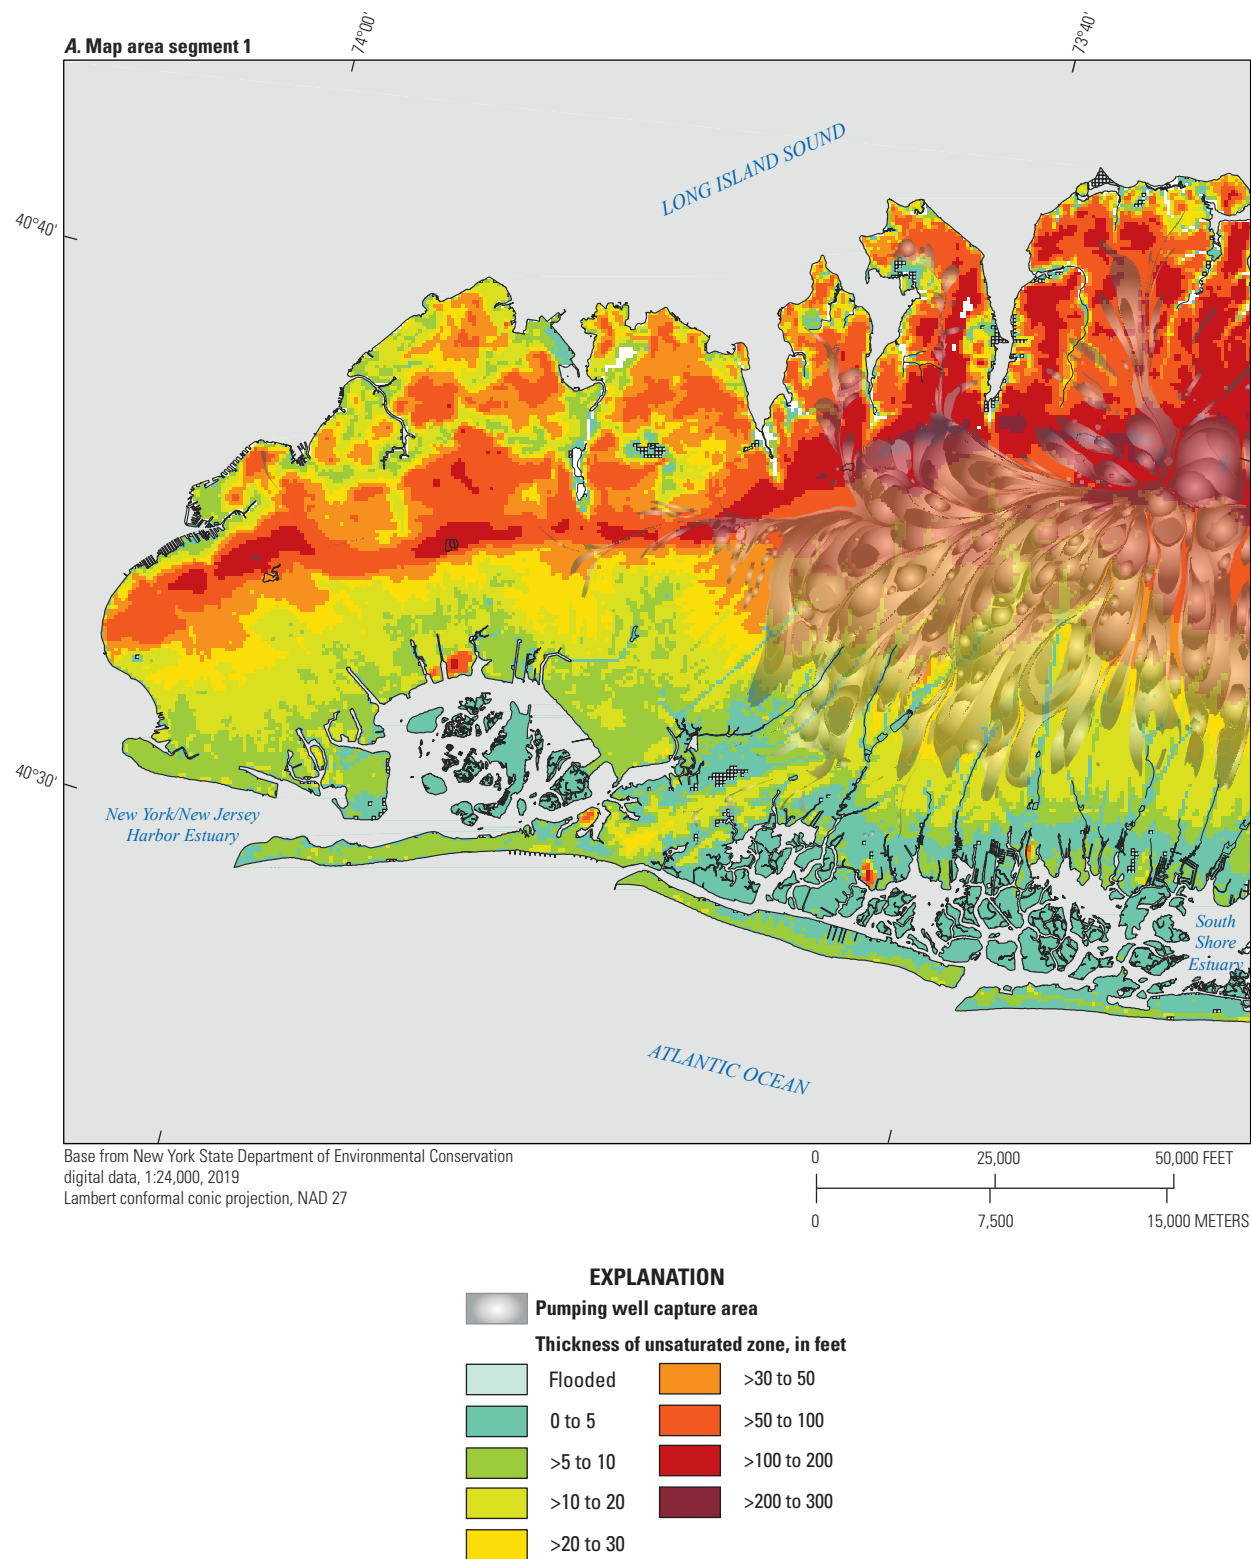 A. Map area segment 1
74°00'
73°40'
LONG ISLAND SOUND
40°40'
40°30'
New York/New Jersey
Harbor Estuary
South
Shore
Estuary
ATLANTIC OCEAN
Base from New York State Department of Environmental Conservation
digital data, 1:24,000, 2019
Lambert conformal conic projection, NAD 27
0 25,000 50,000 FEET
0 7,500 15,000 METERS
EXPLANATION
Pumping well capture area
Thickness of unsaturated zone, in feet
Flooded
0 to 5
>5 to 10
>10 to 20
>20 to 30
>30 to 50
>50 to 100
>100 to 200
>200 to 300